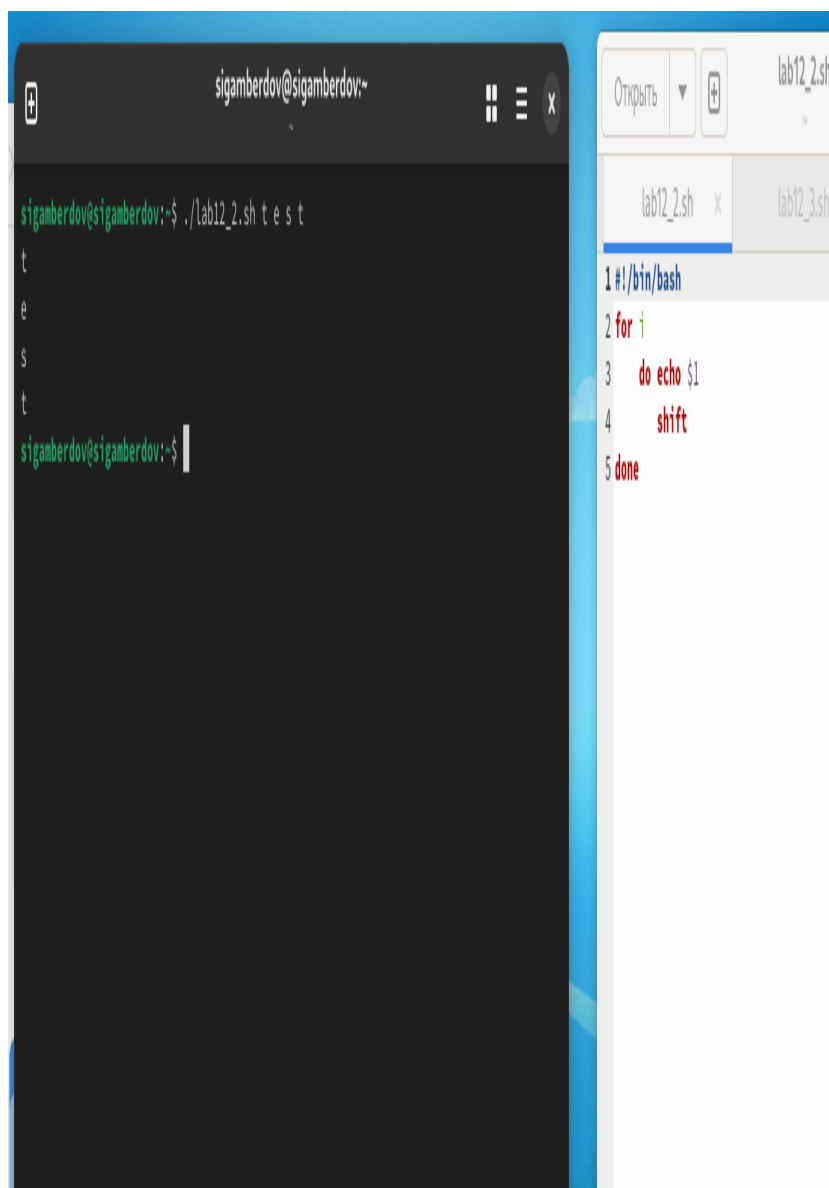 sigamberdov@sigamberdov:~
~
sigamberdov@sigamberdov:~$ ./lab12_2.sh t e s t
t
e
s
t
sigamberdov@sigamberdov:~$
Открыть
lab12_2.sh
~
lab12_2.sh
lab12_3.sh
1 #!/bin/bash
2 for i
3 do echo $1
4 shift
5 done